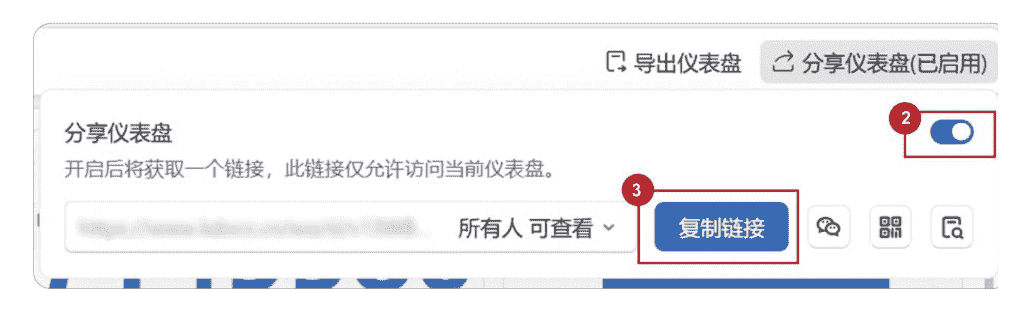 导出仪表盘 分享仪表盘(已启用)
2
分享仪表盘
开启后将获取一个链接，此链接仅允许访问当前仪表盘。
3
所有人 可查看 复制链接